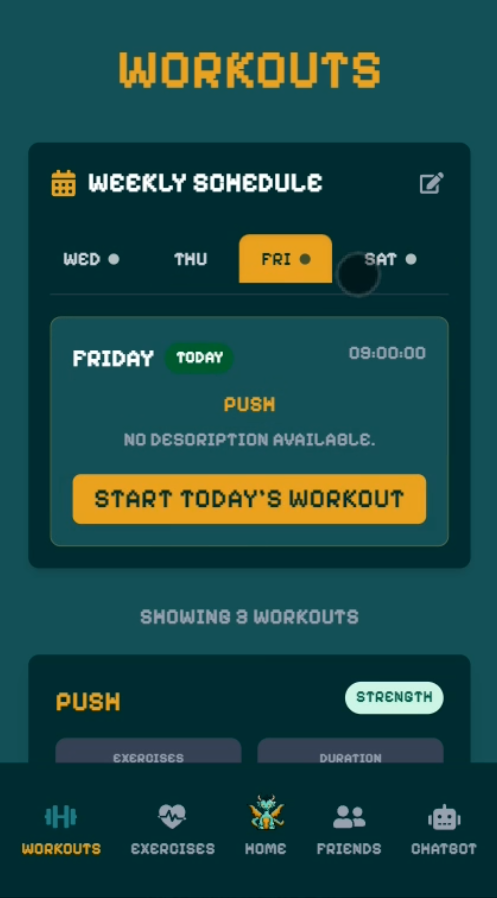 WORKOUTS
WEEKLY SCHEDULE
WED THU FRI SAT
FRIDAY TODAY 09:00:00
PUSH
NO DESCRIPTION AVAILABLE.
START TODAY'S WORKOUT
SHOWING 3 WORKOUTS
PUSH STRENGTH
EXERCISES DURATION
WORKOUTS EXERCISES HOME FRIENDS CHATBOT